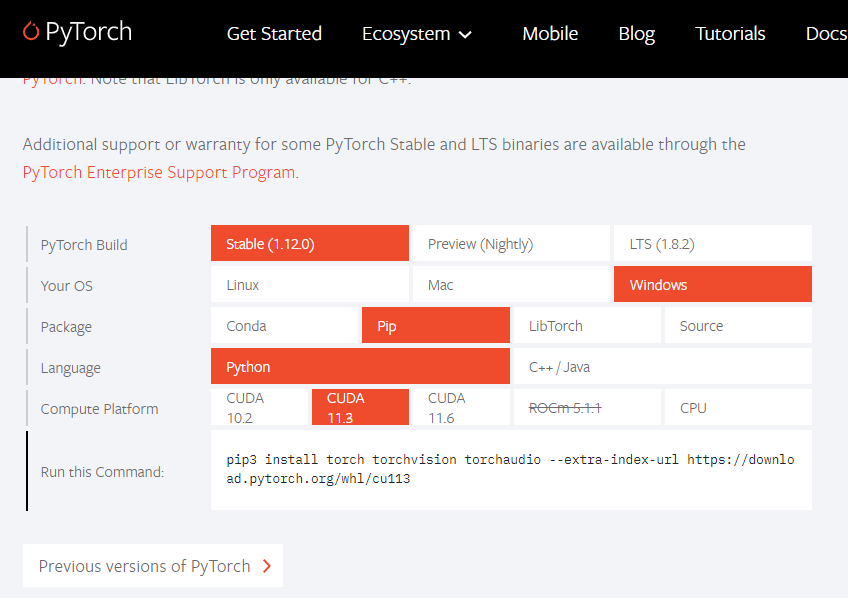 PyTorch
Get Started
Ecosystem
Mobile
Blog
Tutorials
Docs
PyTorch. Note that LibTorch is only available for C++.
Additional support or warranty for some PyTorch Stable and LTS binaries are available through the
PyTorch Enterprise Support Program.
PyTorch Build
Stable (1.12.0)
Preview (Nightly)
LTS (1.8.2)
Your OS
Linux
Mac
Windows
Package
Conda
Pip
LibTorch
Source
Language
Python
C++ / Java
Compute Platform
CUDA
10.2
CUDA
11.3
CUDA
11.6
ROCm 5.1.1
CPU
Run this Command:
pip3 install torch torchvision torchaudio --extra-index-url https://downlo
ad.pytorch.org/whl/cu113
Previous versions of PyTorch